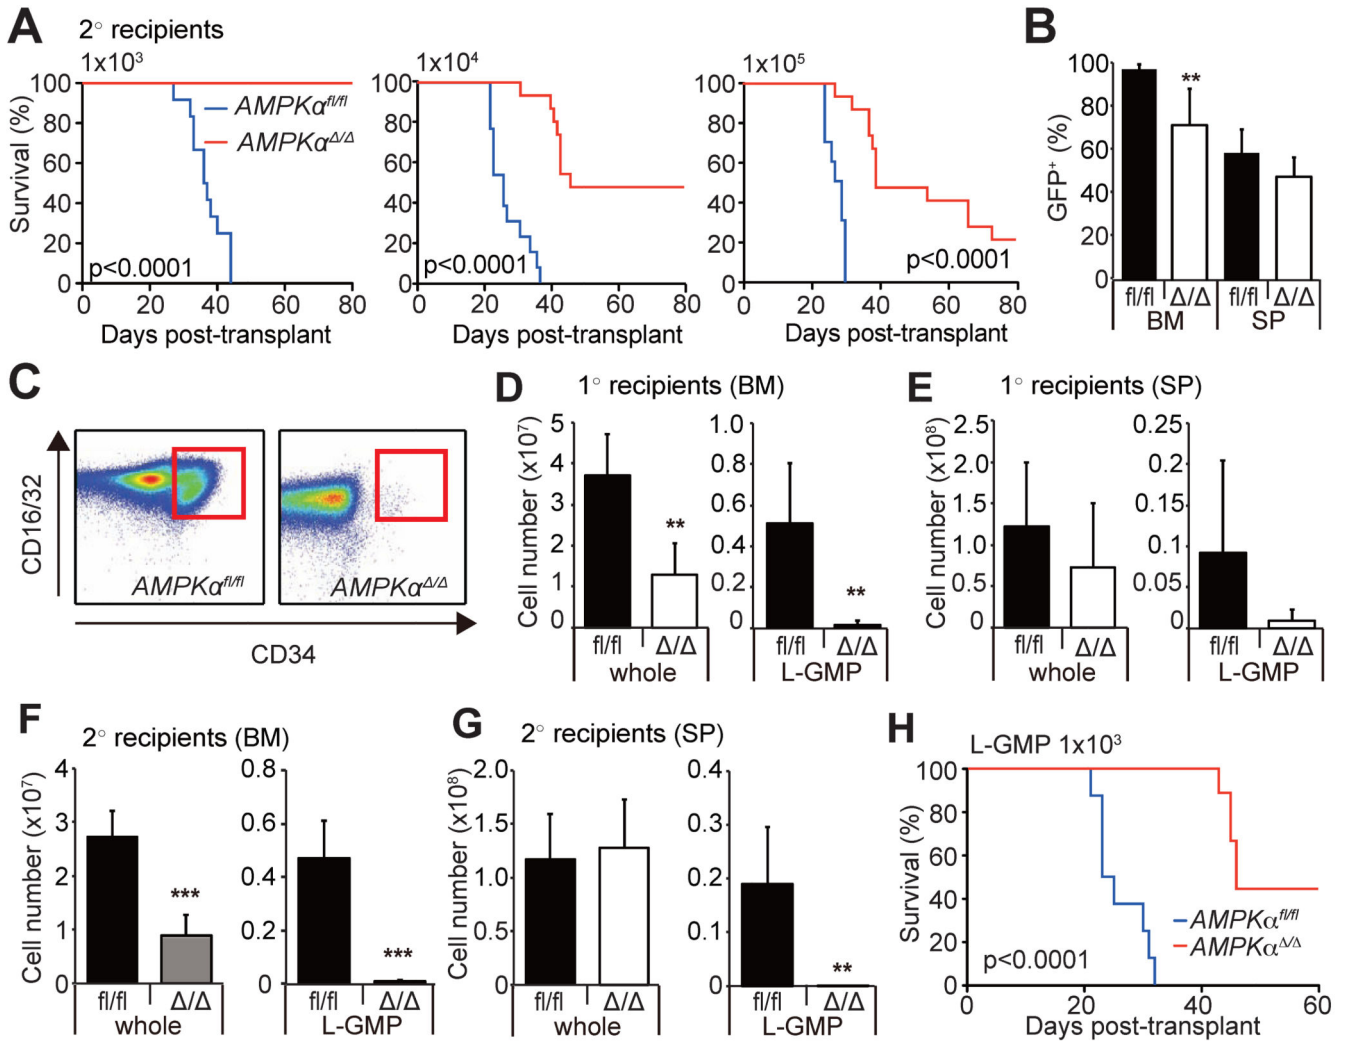 A
2° recipients
1x10³
Survival (%)
100
80
60
40
20
0
AMPKα^fl/fl
AMPKα^Δ/Δ
p<0.0001
0 20 40 60 80
Days post-transplant
1x10⁴
100
80
60
40
20
0
p<0.0001
0 20 40 60 80
Days post-transplant
1x10⁵
100
80
60
40
20
0
p<0.0001
0 20 40 60 80
Days post-transplant
B
GFP⁺ (%)
100
80
60
40
20
0
**
fl/fl Δ/Δ fl/fl Δ/Δ
BM SP
C
CD16/32
AMPKα^fl/fl
AMPKα^Δ/Δ
CD34
D
1° recipients (BM)
Cell number (x10⁷)
5
4
3
2
1
0
**
fl/fl Δ/Δ
whole
1.0
0.8
0.6
0.4
0.2
0
**
fl/fl Δ/Δ
L-GMP
E
1° recipients (SP)
Cell number (x10⁸)
2.5
2.0
1.5
1.0
0.5
0
fl/fl Δ/Δ
whole
0.25
0.2
0.15
0.1
0.05
0
fl/fl Δ/Δ
L-GMP
F
2° recipients (BM)
Cell number (x10⁷)
4
3
2
1
0
***
fl/fl Δ/Δ
whole
0.8
0.6
0.4
0.2
0
***
fl/fl Δ/Δ
L-GMP
G
2° recipients (SP)
Cell number (x10⁸)
2.0
1.5
1.0
0.5
0
fl/fl Δ/Δ
whole
0.4
0.3
0.2
0.1
0
**
fl/fl Δ/Δ
L-GMP
H
L-GMP 1x10³
Survival (%)
100
80
60
40
20
0
AMPKα^fl/fl
AMPKα^Δ/Δ
p<0.0001
0 20 40 60
Days post-transplant